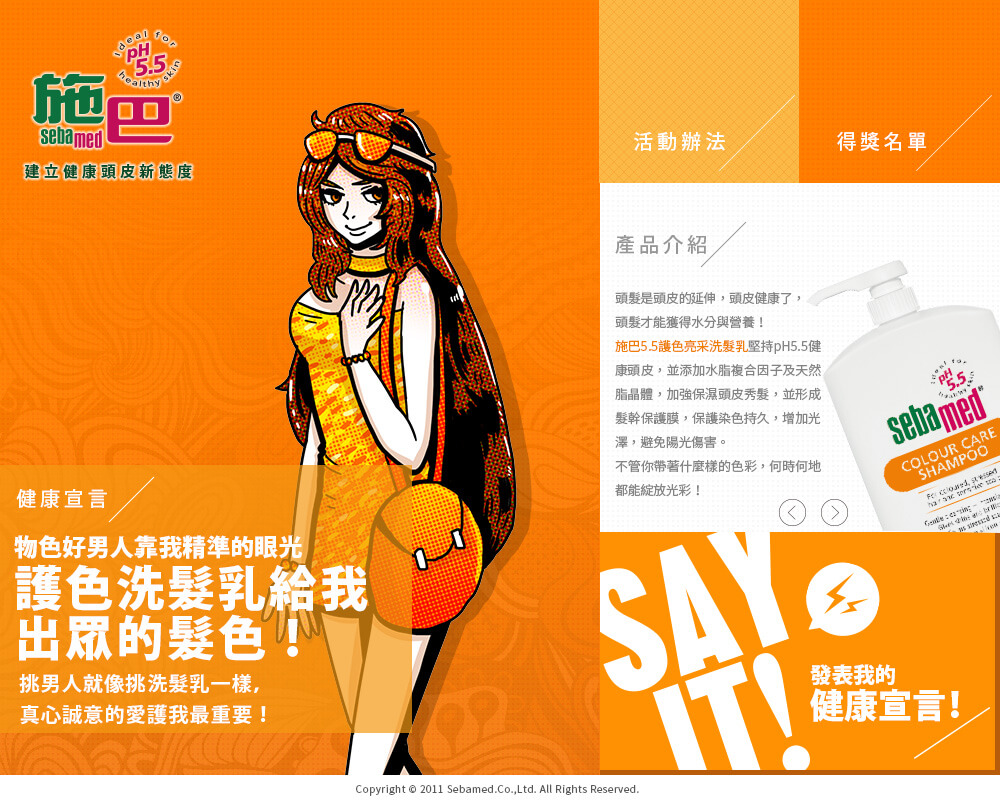 ideal for
pH
5.5
healthy skin
施巴®
sebamed
建立健康頭皮新態度
活動辦法
得獎名單
產品介紹
頭髮是頭皮的延伸，頭皮健康了，
頭髮才能獲得水分與營養！
施巴5.5護色亮采洗髮乳堅持pH5.5健
康頭皮，並添加水脂複合因子及天然
脂晶體，加強保濕頭皮秀髮，並形成
髮幹保護膜，保護染色持久，增加光
澤，避免陽光傷害。
不管你帶著什麼樣的色彩，何時何地
都能綻放光彩！
pH
5.5
sebamed®
COLOUR CARE
SHAMPOO
For coloured, stressed
健康宣言
物色好男人靠我精準的眼光
護色洗髮乳給我
出眾的髮色！
挑男人就像挑洗髮乳一樣,
真心誠意的愛護我最重要！
SAY
IT!
發表我的
健康宣言!
Copyright © 2011 Sebamed.Co.,Ltd. All Rights Reserved.